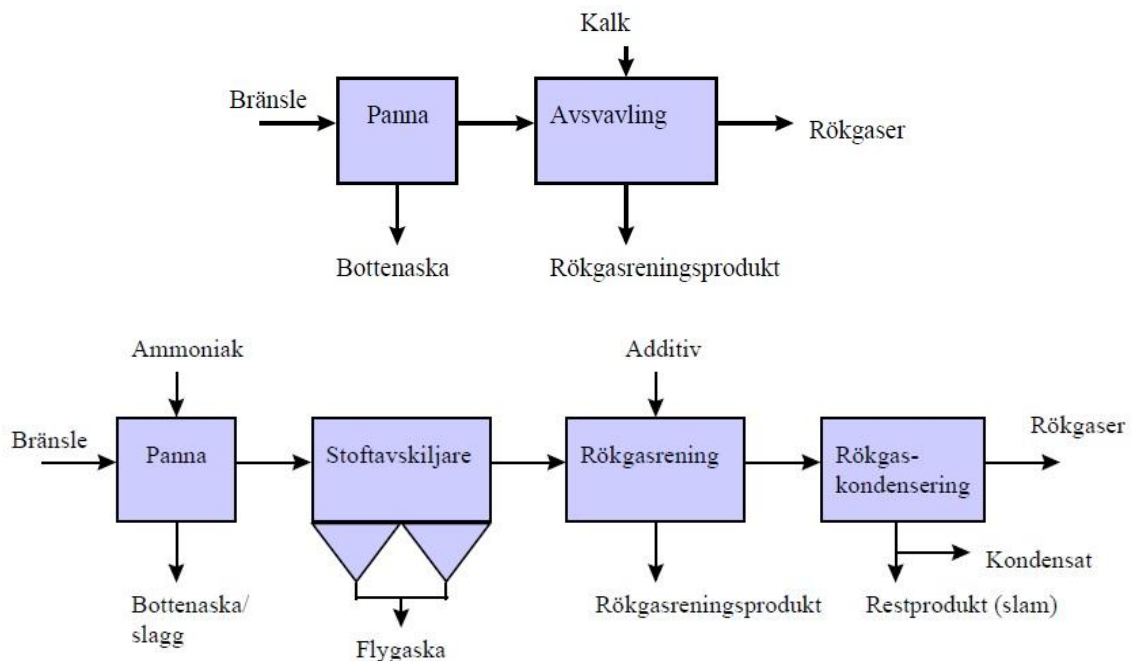 Kalk
Bränsle
Panna
Avsvavling
Rökgaser
Bottenaska
Rökgasreningsprodukt
Ammoniak
Additiv
Bränsle
Panna
Stoftavskiljare
Rökgasrening
Rökgas-
kondensering
Rökgaser
Kondensat
Bottenaska/
slagg
Flygaska
Rökgasreningsprodukt
Restprodukt (slam)